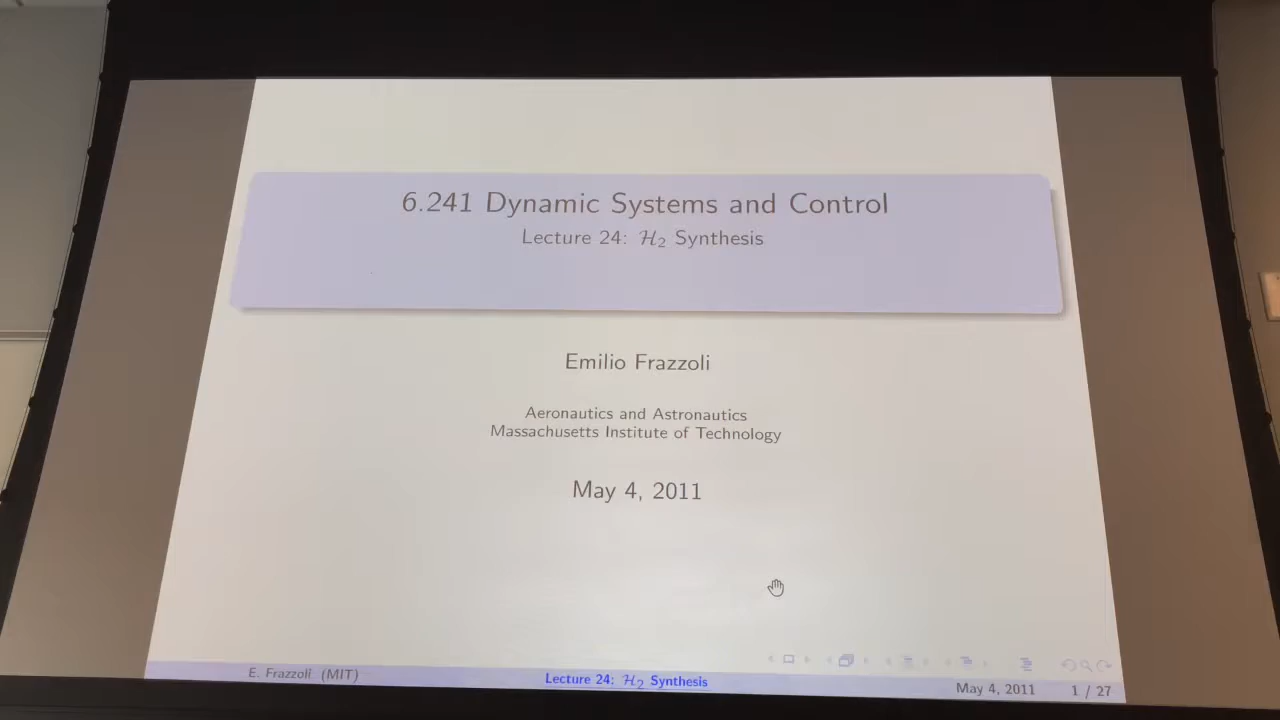 6.241 Dynamic Systems and Control
Lecture 24: ℋ₂ Synthesis
Emilio Frazzoli
Aeronautics and Astronautics
Massachusetts Institute of Technology
May 4, 2011
E. Frazzoli (MIT)
Lecture 24: ℋ₂ Synthesis
May 4, 2011
1 / 27